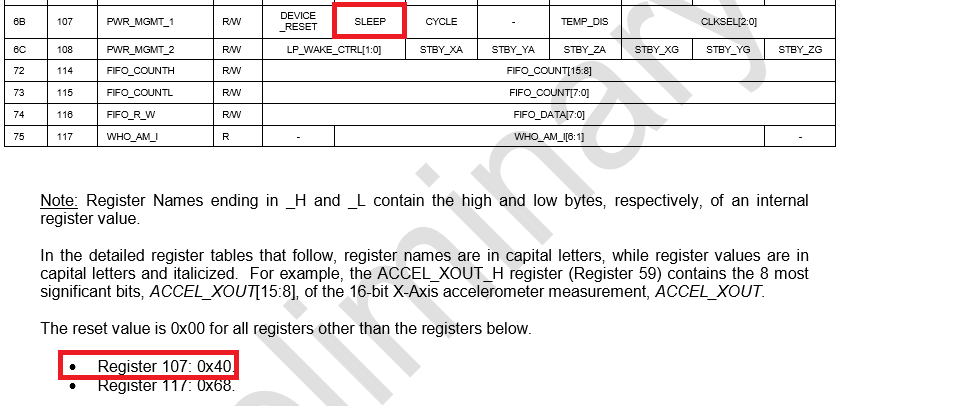 6B 107 PWR_MGMT_1 R/W DEVICE _RESET SLEEP CYCLE - TEMP_DIS CLKSEL[2:0]
6C 108 PWR_MGMT_2 R/W LP_WAKE_CTRL[1:0] STBY_XA STBY_YA STBY_ZA STBY_XG STBY_YG STBY_ZG
72 114 FIFO_COUNTH R/W FIFO_COUNT[15:8]
73 115 FIFO_COUNTL R/W FIFO_COUNT[7:0]
74 116 FIFO_R_W R/W FIFO_DATA[7:0]
75 117 WHO_AM_I R - WHO_AM_I[6:1] -
Note: Register Names ending in _H and _L contain the high and low bytes, respectively, of an internal
register value.
In the detailed register tables that follow, register names are in capital letters, while register values are in
capital letters and italicized. For example, the ACCEL_XOUT_H register (Register 59) contains the 8 most
significant bits, ACCEL_XOUT[15:8], of the 16-bit X-Axis accelerometer measurement, ACCEL_XOUT.
The reset value is 0x00 for all registers other than the registers below.
• Register 107: 0x40.
• Register 117: 0x68.
eliminary